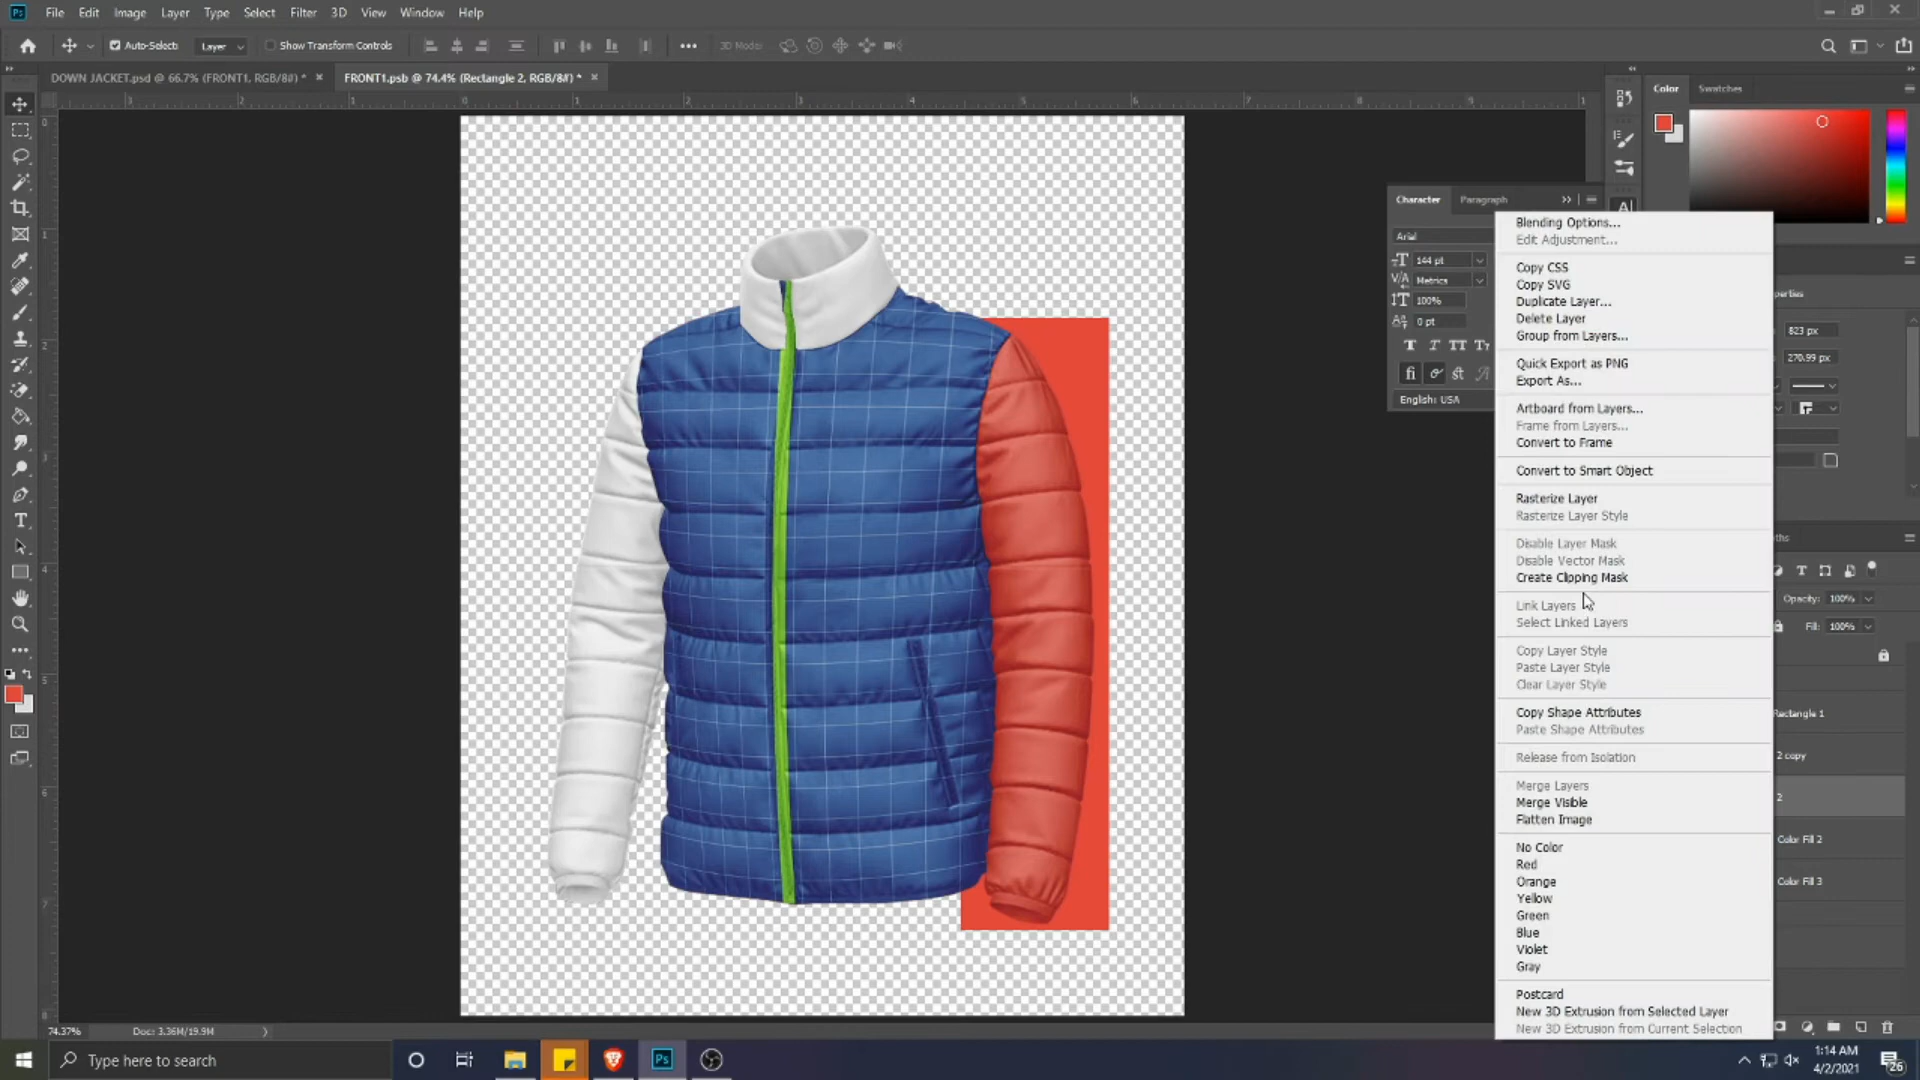 File Edit Image Layer Type Select Filter 3D View Window Help
Auto-Select: Layer Show Transform Controls 3D Mode:
DOWN JACKET.psd @ 66.7% (FRONT1, RGB/8#) *
FRONT1.psb @ 74.4% (Rectangle 2, RGB/8#) *
Color Swatches
Character Paragraph
Arial
144 pt
Metrics
100%
0 pt
English: USA
Blending Options...
Edit Adjustment...
Copy CSS
Copy SVG
Duplicate Layer...
Delete Layer
Group from Layers...
Quick Export as PNG
Export As...
Artboard from Layers...
Frame from Layers...
Convert to Frame
Convert to Smart Object
Rasterize Layer
Rasterize Layer Style
Disable Layer Mask
Disable Vector Mask
Create Clipping Mask
Link Layers
Select Linked Layers
Copy Layer Style
Paste Layer Style
Clear Layer Style
Copy Shape Attributes
Paste Shape Attributes
Release from Isolation
Merge Layers
Merge Visible
Flatten Image
No Color
Red
Orange
Yellow
Green
Blue
Violet
Gray
Postcard
New 3D Extrusion from Selected Layer
New 3D Extrusion from Current Selection
823 px
270.99 px
Opacity: 100%
Fill: 100%
Rectangle 1
2 copy
2
Color Fill 2
Color Fill 3
74.37% Doc: 3.36M/19.9M
Type here to search
1:14 AM
4/2/2021
26